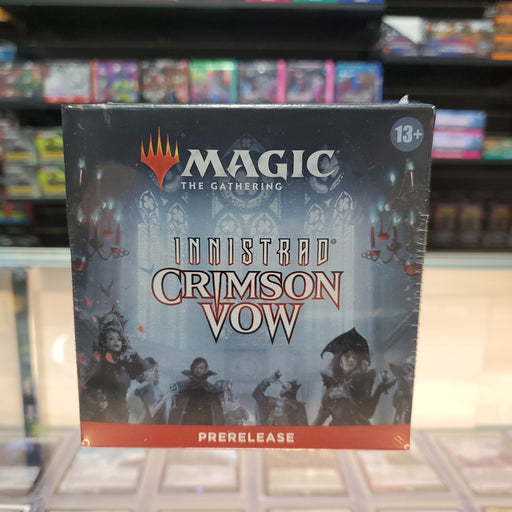 13+
MAGIC
THE GATHERING
INNISTRAD®
CRIMSON
VOW
PRERELEASE